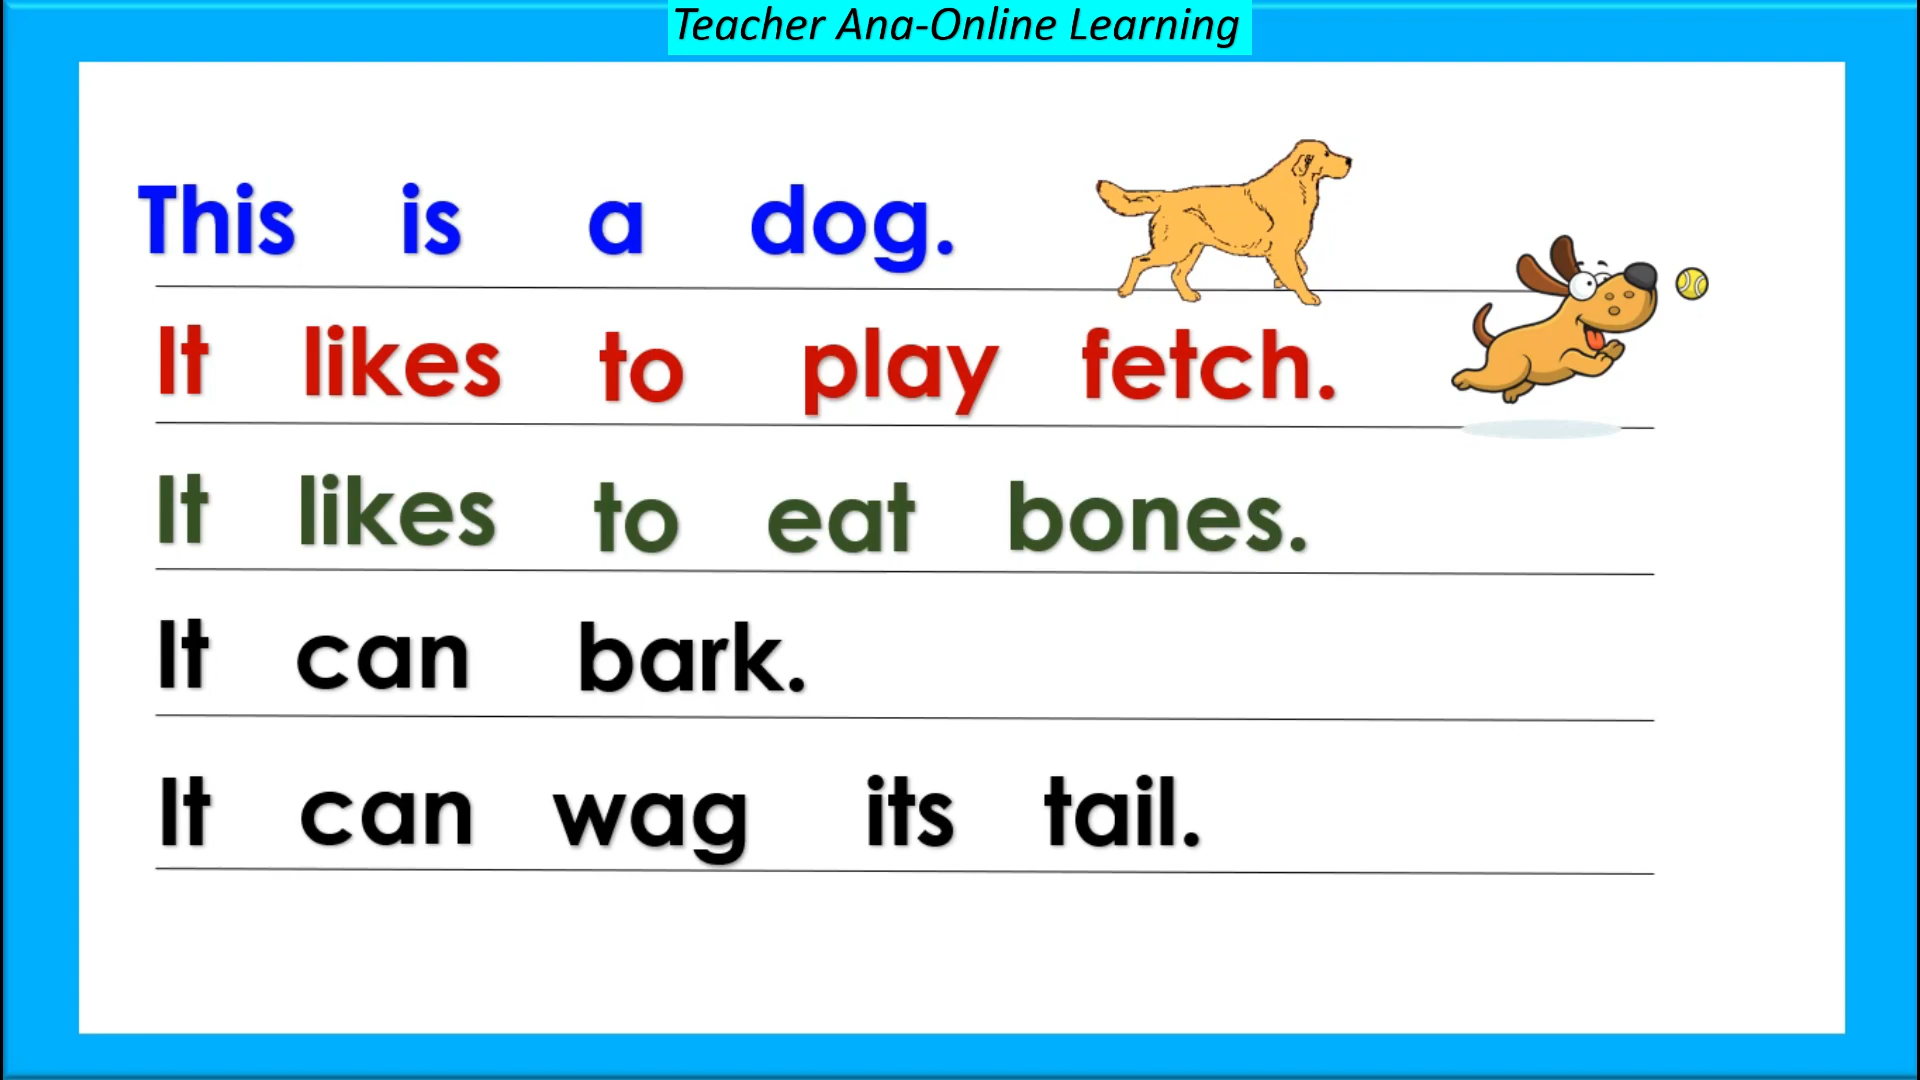 Teacher Ana-Online Learning
This is a dog.
It likes to play fetch.
It likes to eat bones.
It can bark.
It can wag its tail.